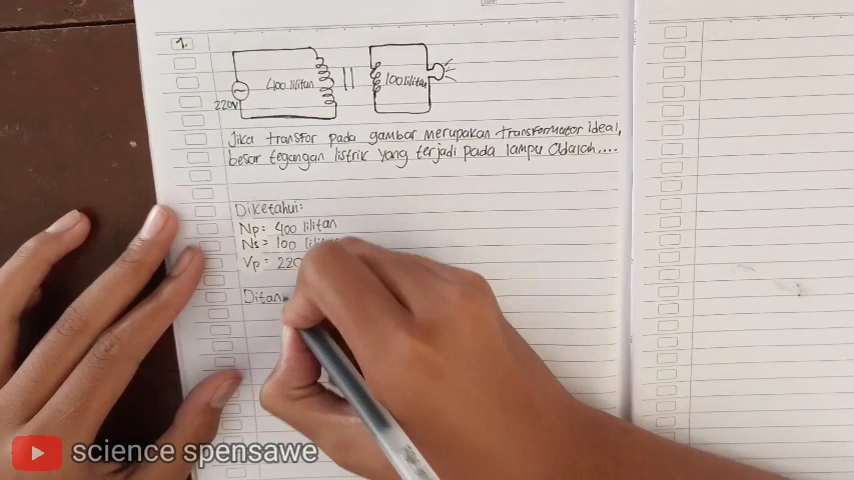 1.
400 lilitan
100 lilitan
220V
Jika transfor pada gambar merupakan transformator ideal,
besar tegangan listrik yang terjadi pada lampu adalah....
Diketahui:
Np = 400 lilitan
Ns = 100
Vp = 220
Ditan
science spensawe